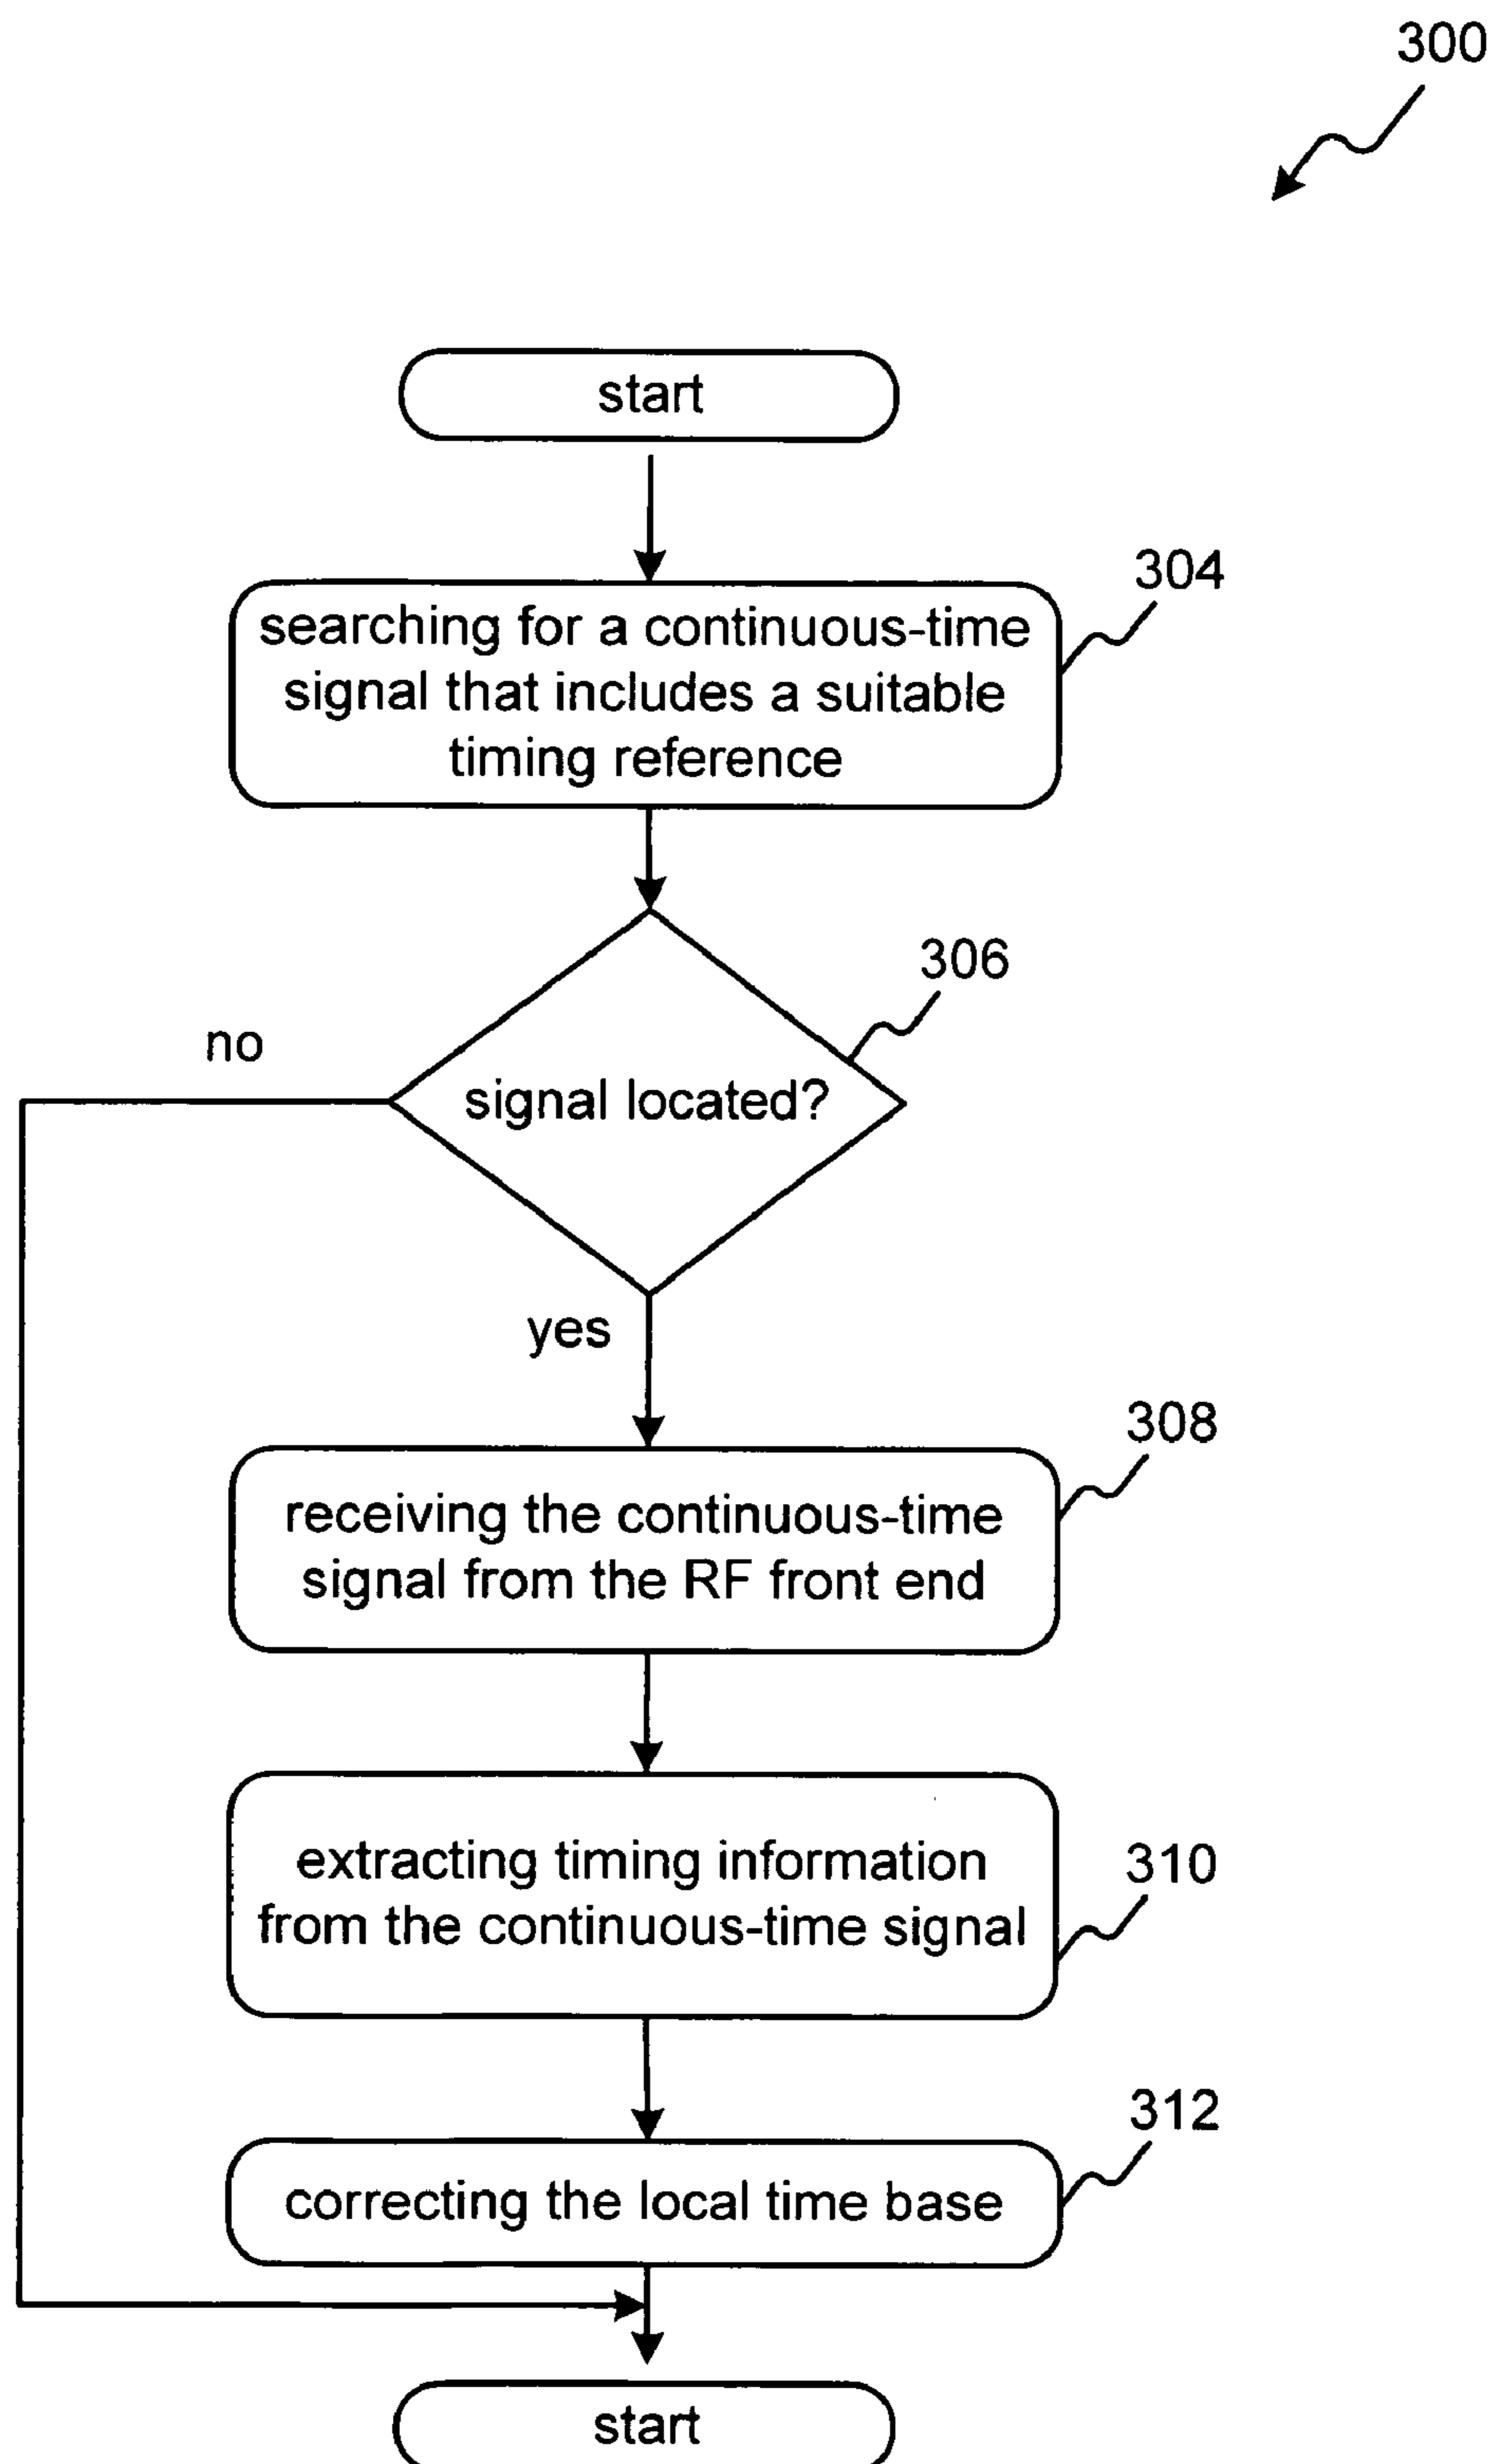 300
start
304
searching for a continuous-time
signal that includes a suitable
timing reference
306
no
signal located?
yes
308
receiving the continuous-time
signal from the RF front end
310
extracting timing information
from the continuous-time signal
312
correcting the local time base
start